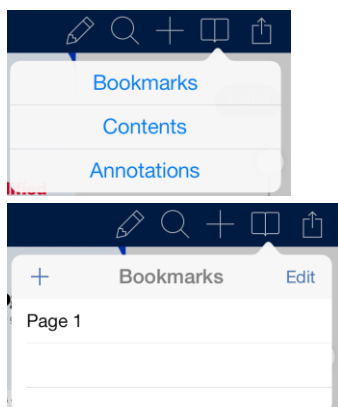 Bookmarks
Contents
Annotations
+ Bookmarks Edit
Page 1